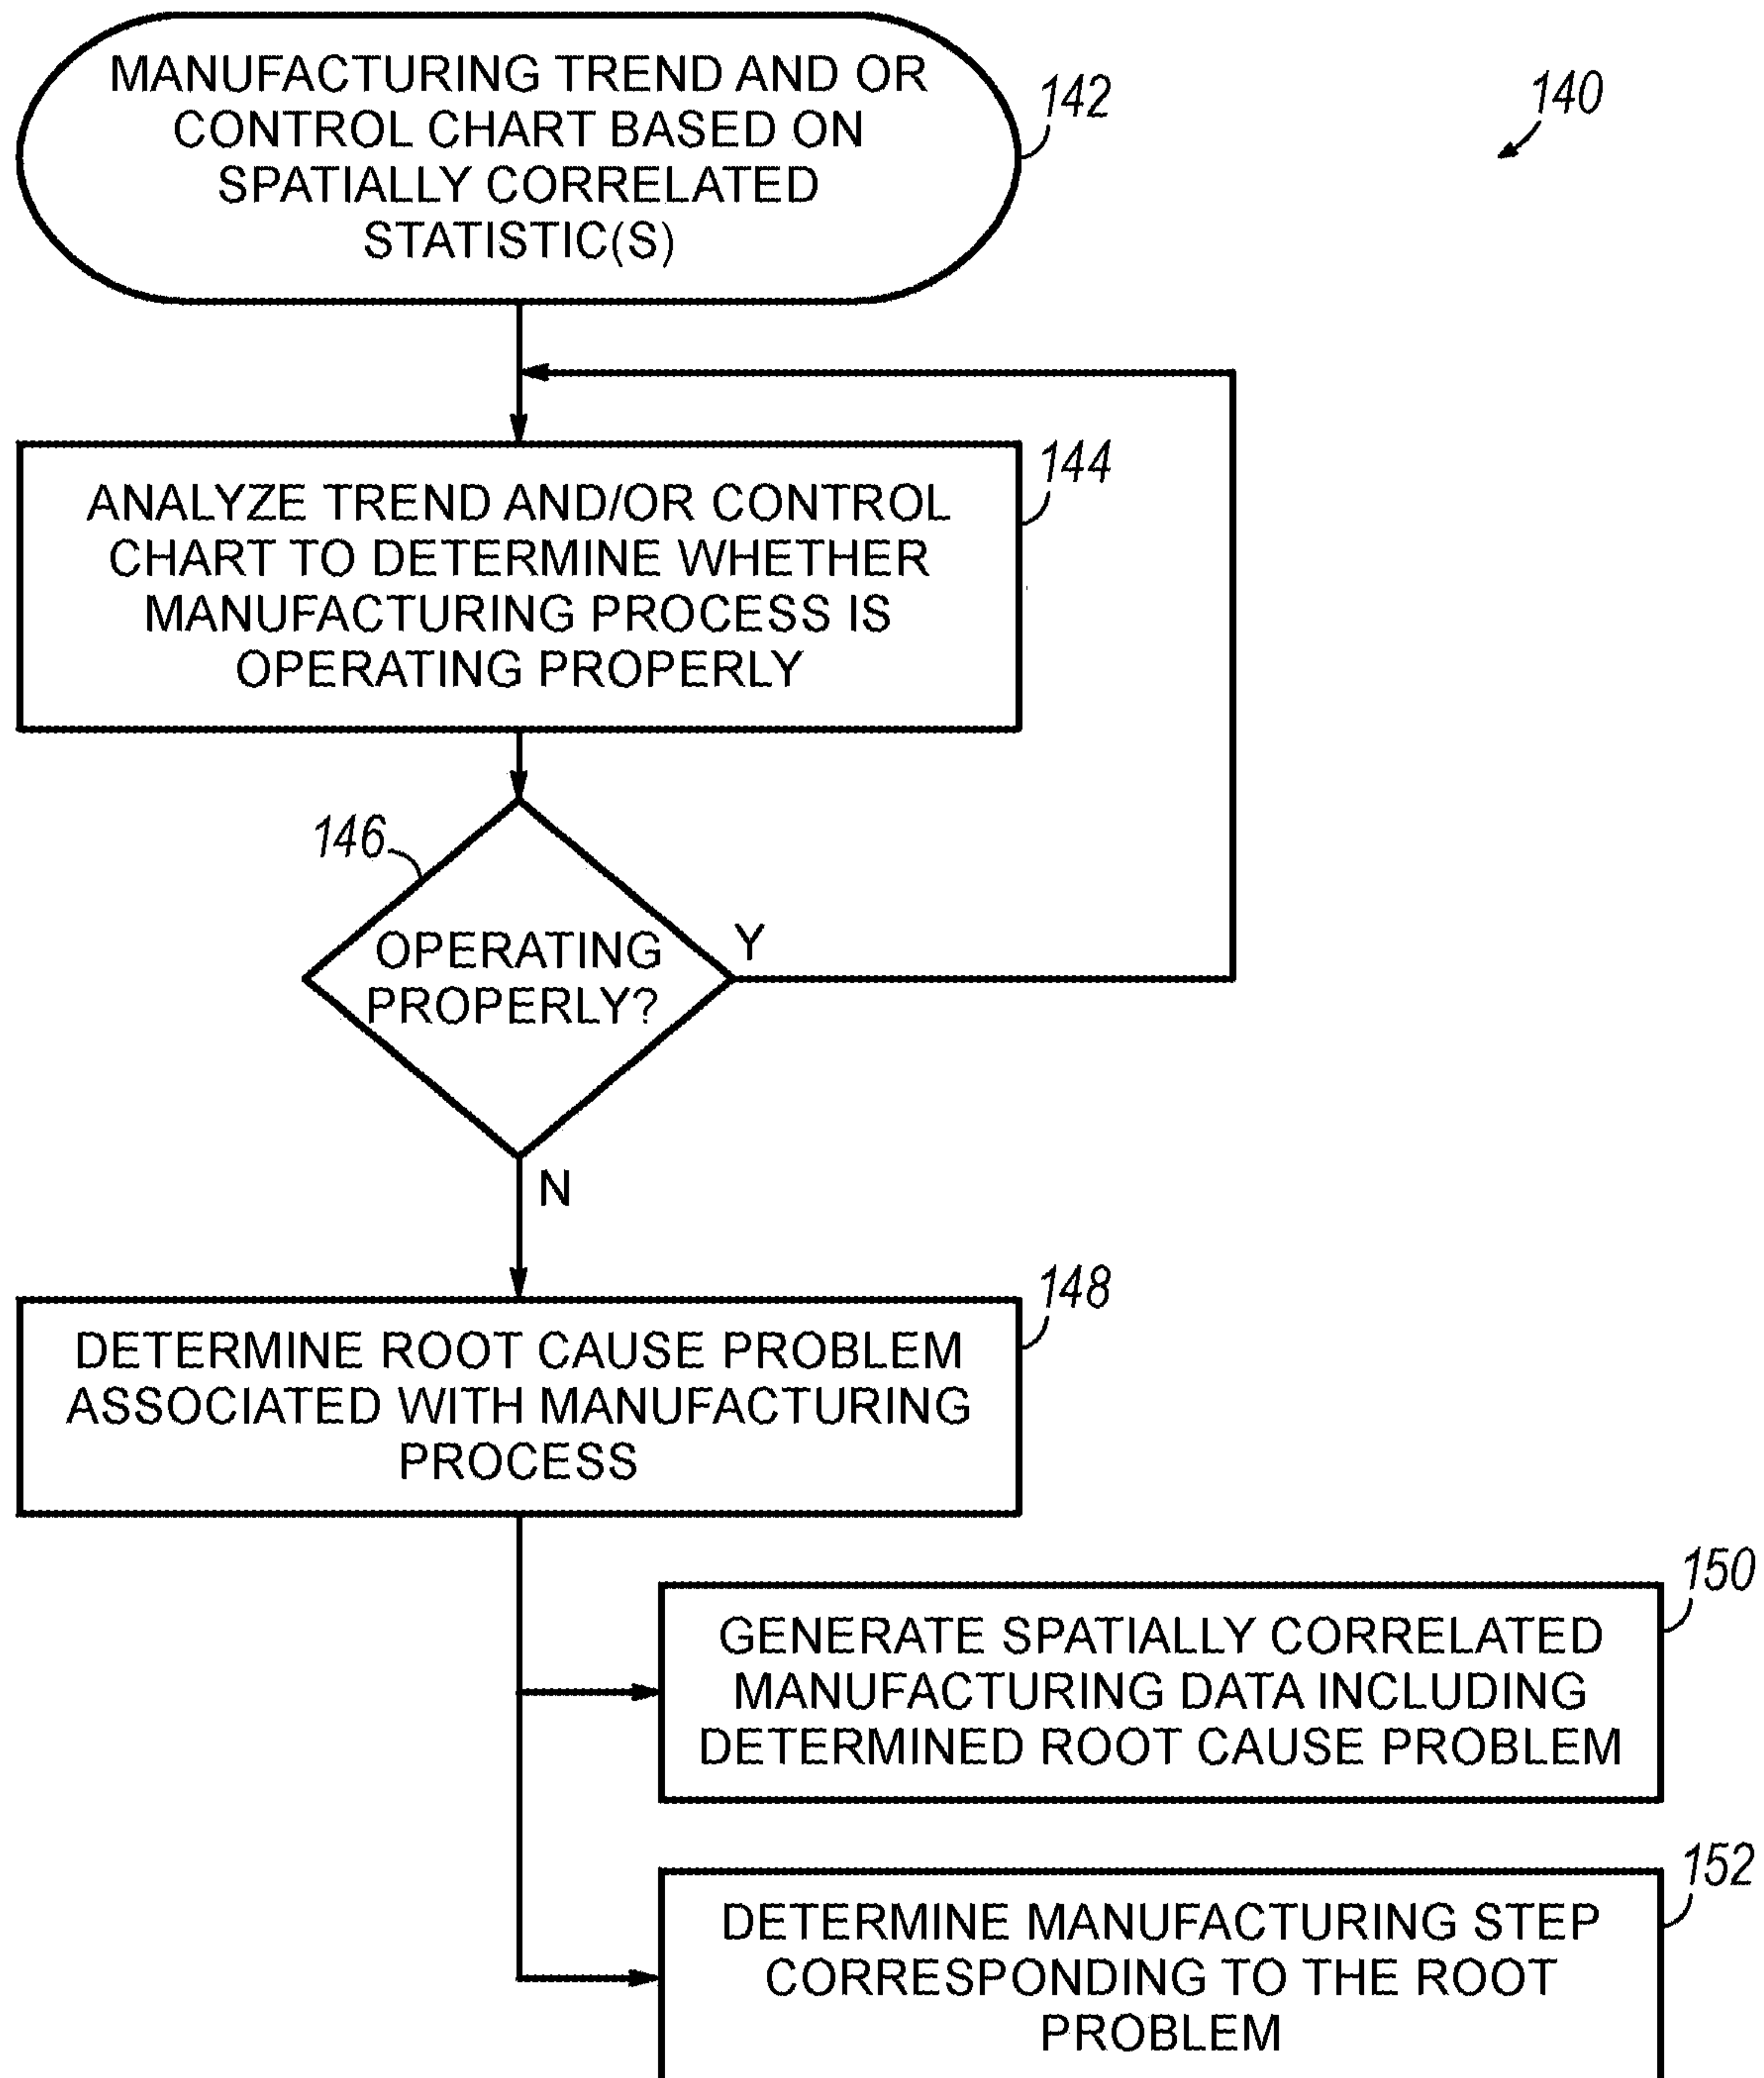 MANUFACTURING TREND AND OR
CONTROL CHART BASED ON
SPATIALLY CORRELATED
STATISTIC(S)
142
140
ANALYZE TREND AND/OR CONTROL
CHART TO DETERMINE WHETHER
MANUFACTURING PROCESS IS
OPERATING PROPERLY
144
146
OPERATING
PROPERLY?
Y
N
DETERMINE ROOT CAUSE PROBLEM
ASSOCIATED WITH MANUFACTURING
PROCESS
148
GENERATE SPATIALLY CORRELATED
MANUFACTURING DATA INCLUDING
DETERMINED ROOT CAUSE PROBLEM
150
DETERMINE MANUFACTURING STEP
CORRESPONDING TO THE ROOT
PROBLEM
152